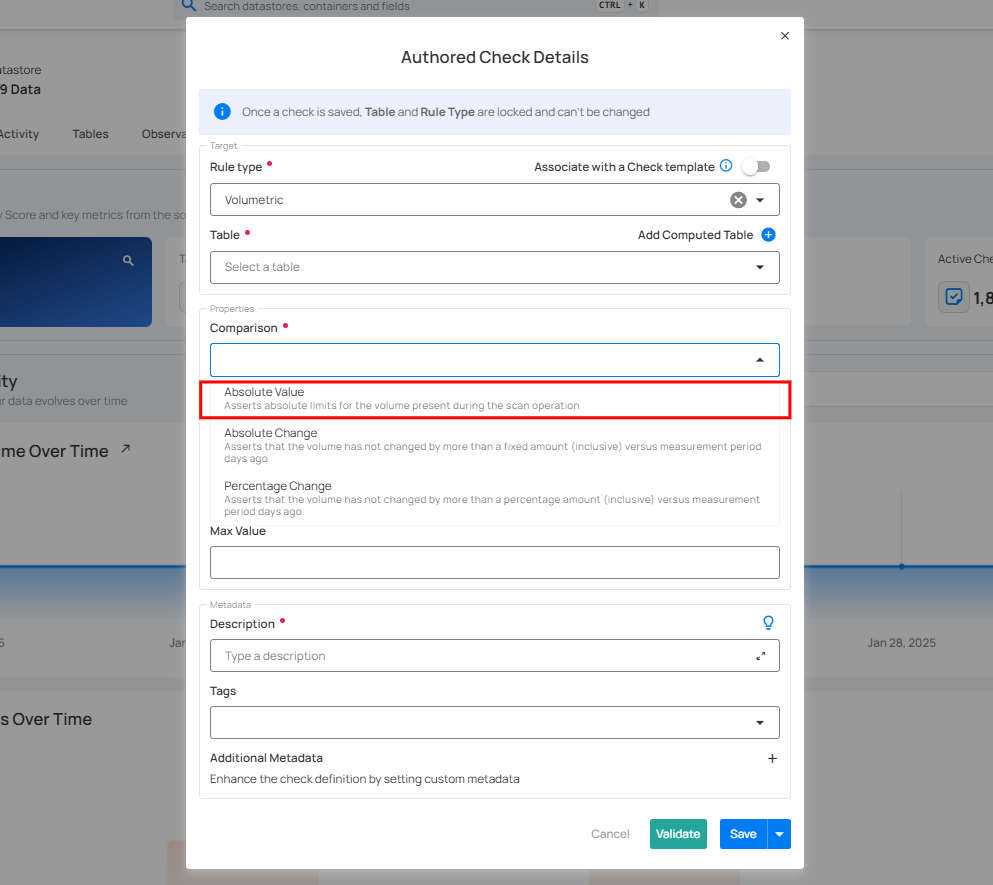 Search datastores, containers and fields
CTRL + K
Authored Check Details
tastore
9 Data
Once a check is saved, Table and Rule Type are locked and can't be changed
Activity
Tables
Observa
Target
Rule type
Associate with a Check template
Volumetric
y Score and key metrics from the so
Table
Add Computed Table
Select a table
Active Che
1,8
Properties
Comparison
ity
r data evolves over time
Absolute Value
Asserts absolute limits for the volume present during the scan operation
Absolute Change
Asserts that the volume has not changed by more than a fixed amount (inclusive) versus measurement period
days ago
me Over Time
Percentage Change
Asserts that the volume has not changed by more than a percentage amount (inclusive) versus measurement
period days ago
Max Value
Metadata
Description
5
Jan
Jan 28, 2025
Type a description
Tags
s Over Time
Additional Metadata
Enhance the check definition by setting custom metadata
Cancel
Validate
Save